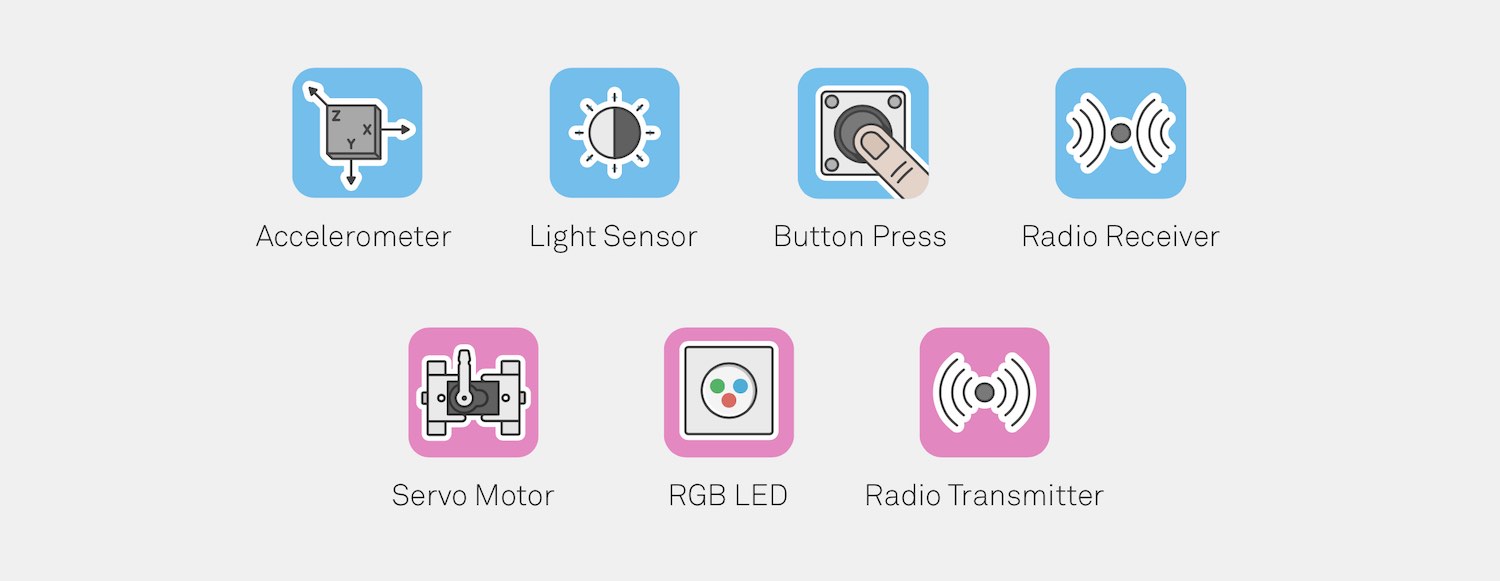 Z
X
Y
Accelerometer
Light Sensor
Button Press
Radio Receiver
Servo Motor
RGB LED
Radio Transmitter